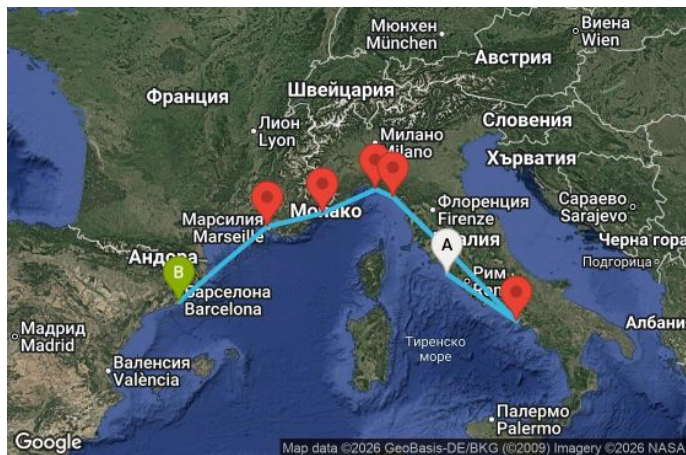 Мюнхен
München
Виена
Wien
Австрия
Франция
Швейцария
Лион
Lyon
Милано
Milano
Словения
Хърватия
Марсилия
Marseille
Монако
Флоренция
Firenze
Сараево
Sarajevo
Андора
A
Черна гора
Подгорица
B
Барселона
Barcelona
Рим
Мадрид
Madrid
Тиренско
море
Албани
Валенсия
València
Палермо
Palermo
Google
Map data ©2026 GeoBasis-DE/BKG (©2009) Imagery ©2026 NASA